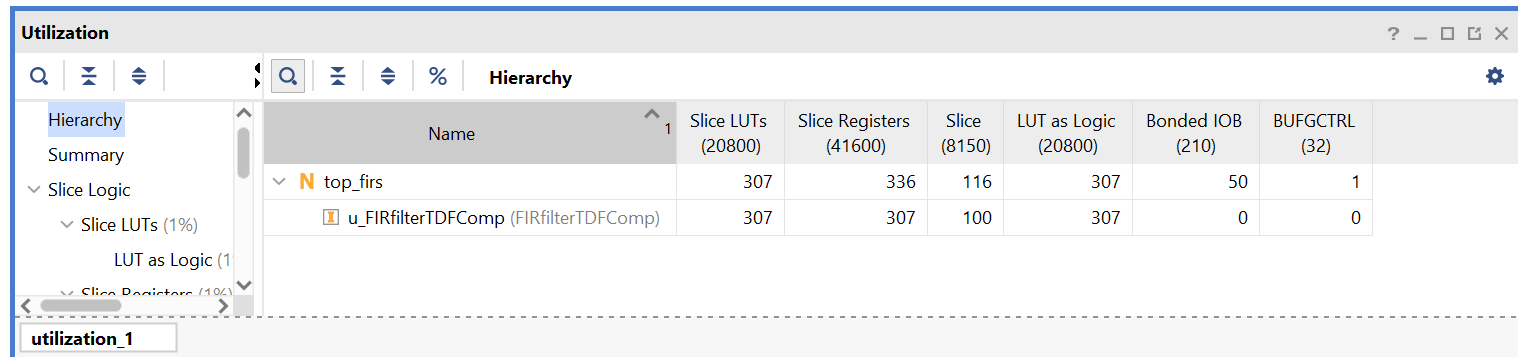 Utilization
?
% Hierarchy
Hierarchy
Summary
Slice Logic
Slice LUTs (1%)
LUT as Logic (1
Slice Registers (1%)
Name 1 Slice LUTs (20800) Slice Registers (41600) Slice (8150) LUT as Logic (20800) Bonded IOB (210) BUFGCTRL (32)
N top_firs 307 336 116 307 50 1
I u_FIRfilterTDFComp (FIRfilterTDFComp) 307 307 100 307 0 0
utilization_1